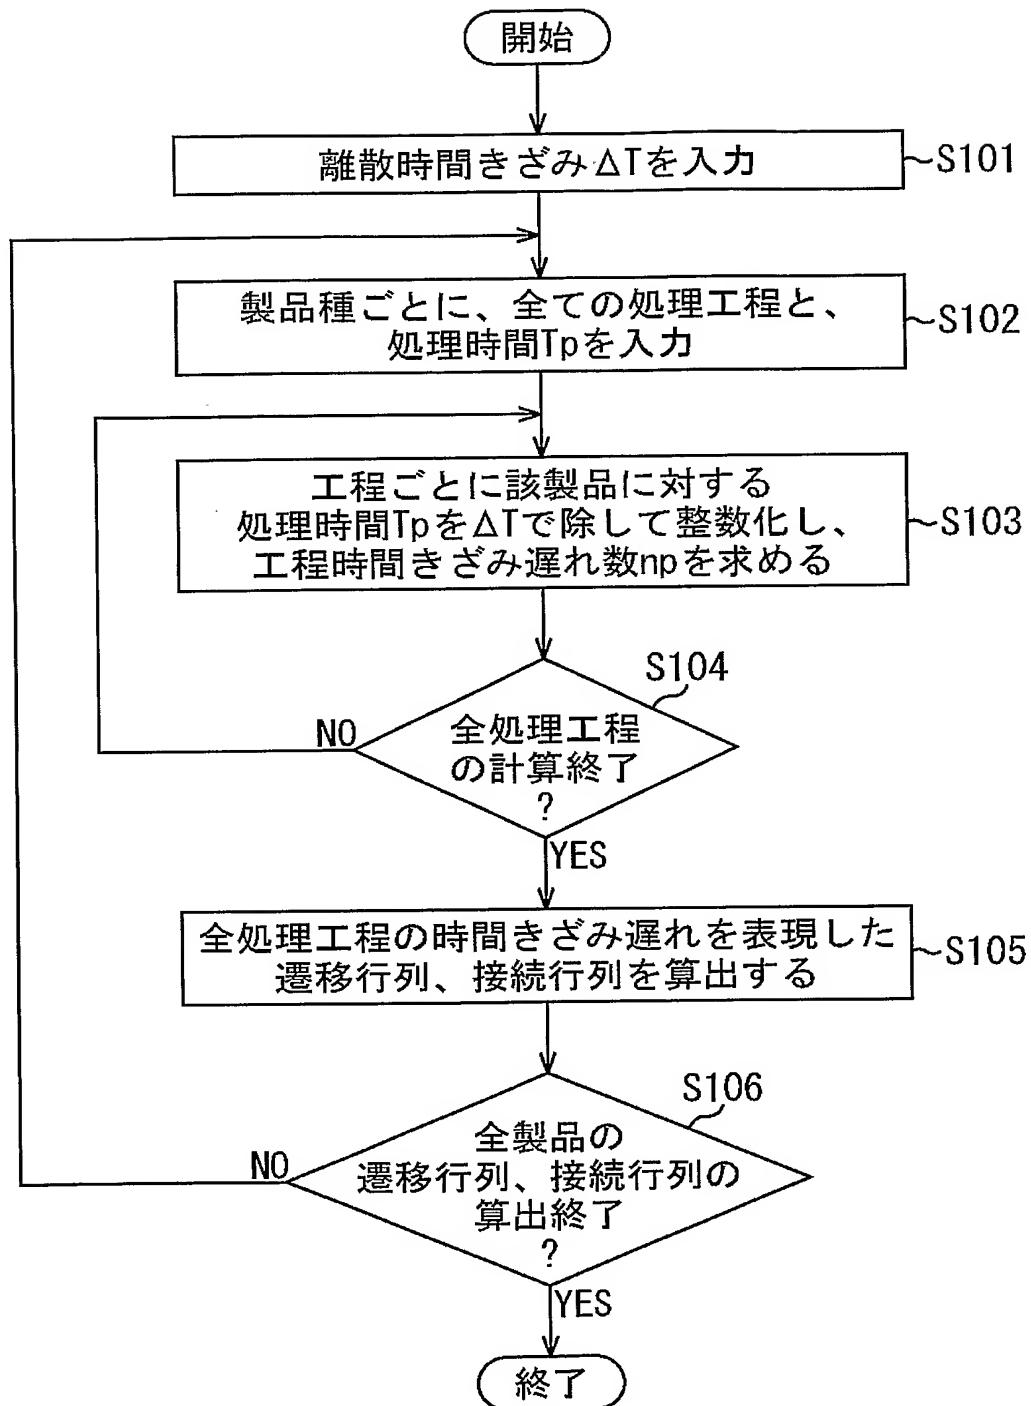 開始
離散時間きざみΔTを入力
S101
製品種ごとに、全ての処理工程と、
処理時間Tpを入力
S102
工程ごとに該製品に対する
処理時間TpをΔTで除して整数化し、
工程時間きざみ遅れ数npを求める
S103
S104
全処理工程
の計算終了
?
NO
YES
全処理工程の時間きざみ遅れを表現した
遷移行列、接続行列を算出する
S105
S106
全製品の
遷移行列、接続行列の
算出終了
?
NO
YES
終了